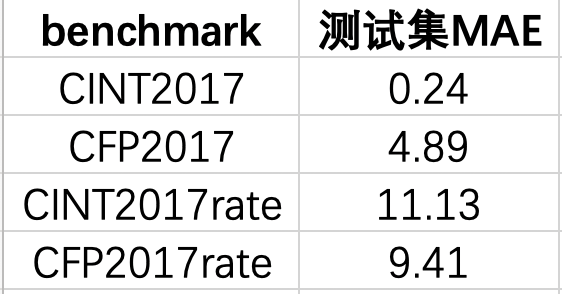 benchmark 测试集MAE
CINT2017 0.24
CFP2017 4.89
CINT2017rate 11.13
CFP2017rate 9.41